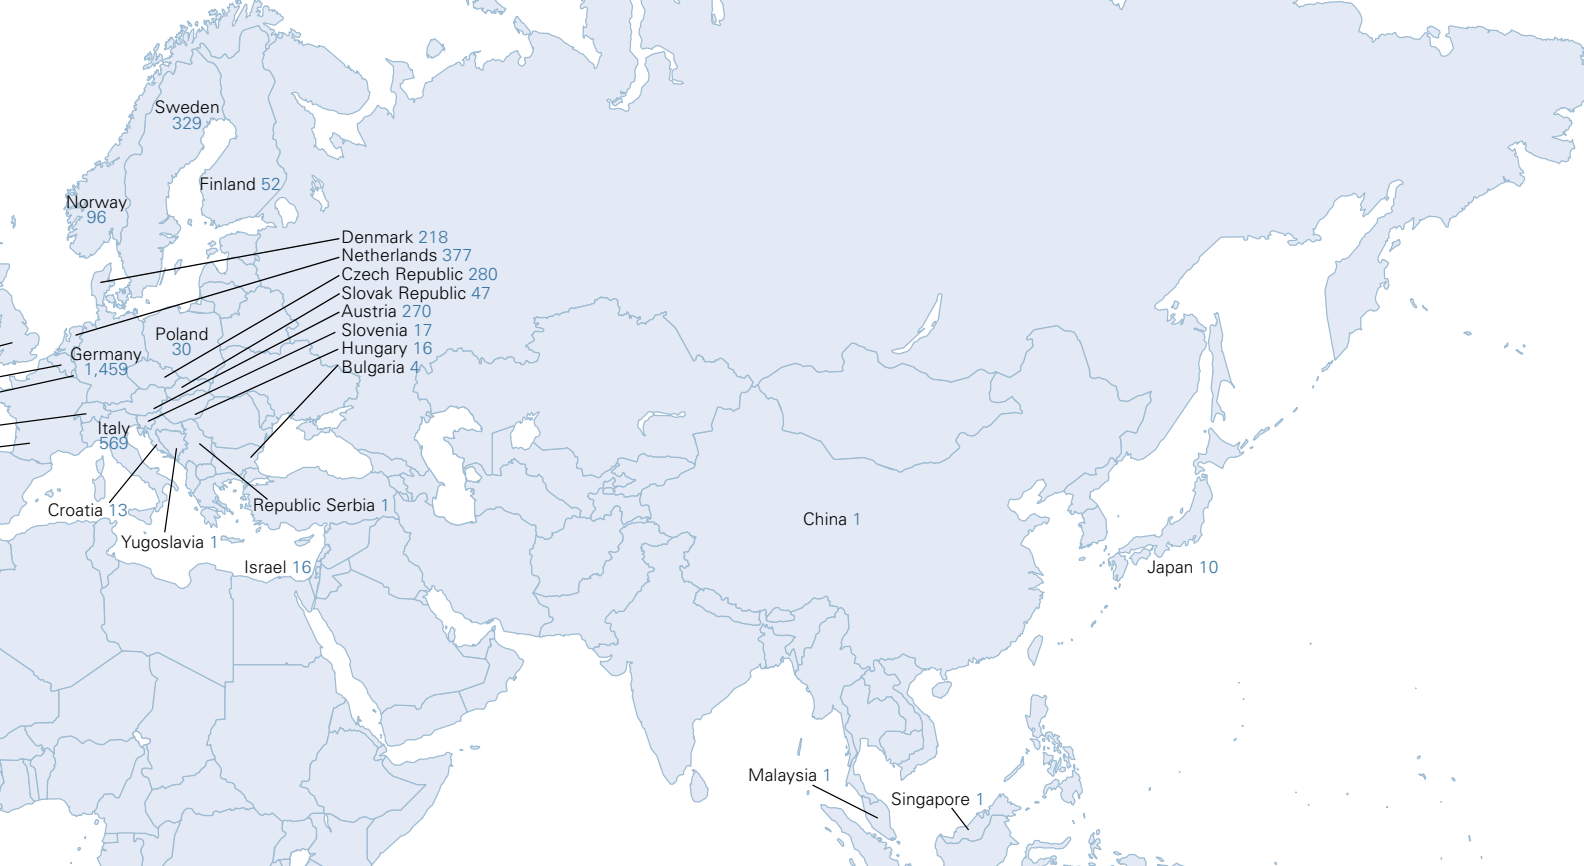 Sweden
329
Finland 52
Norway
96
Denmark 218
Netherlands 377
Czech Republic 280
Slovak Republic 47
Austria 270
Slovenia 17
Hungary 16
Bulgaria 4
Poland
30
Germany
1,459
Italy
569
Croatia 13
Republic Serbia 1
Yugoslavia 1
Israel 16
China 1
Japan 10
Malaysia 1
Singapore 1